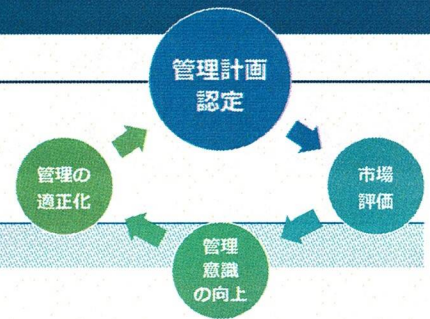 管理計画
認定
市場
評価
管理
意識
の向上
管理の
適正化